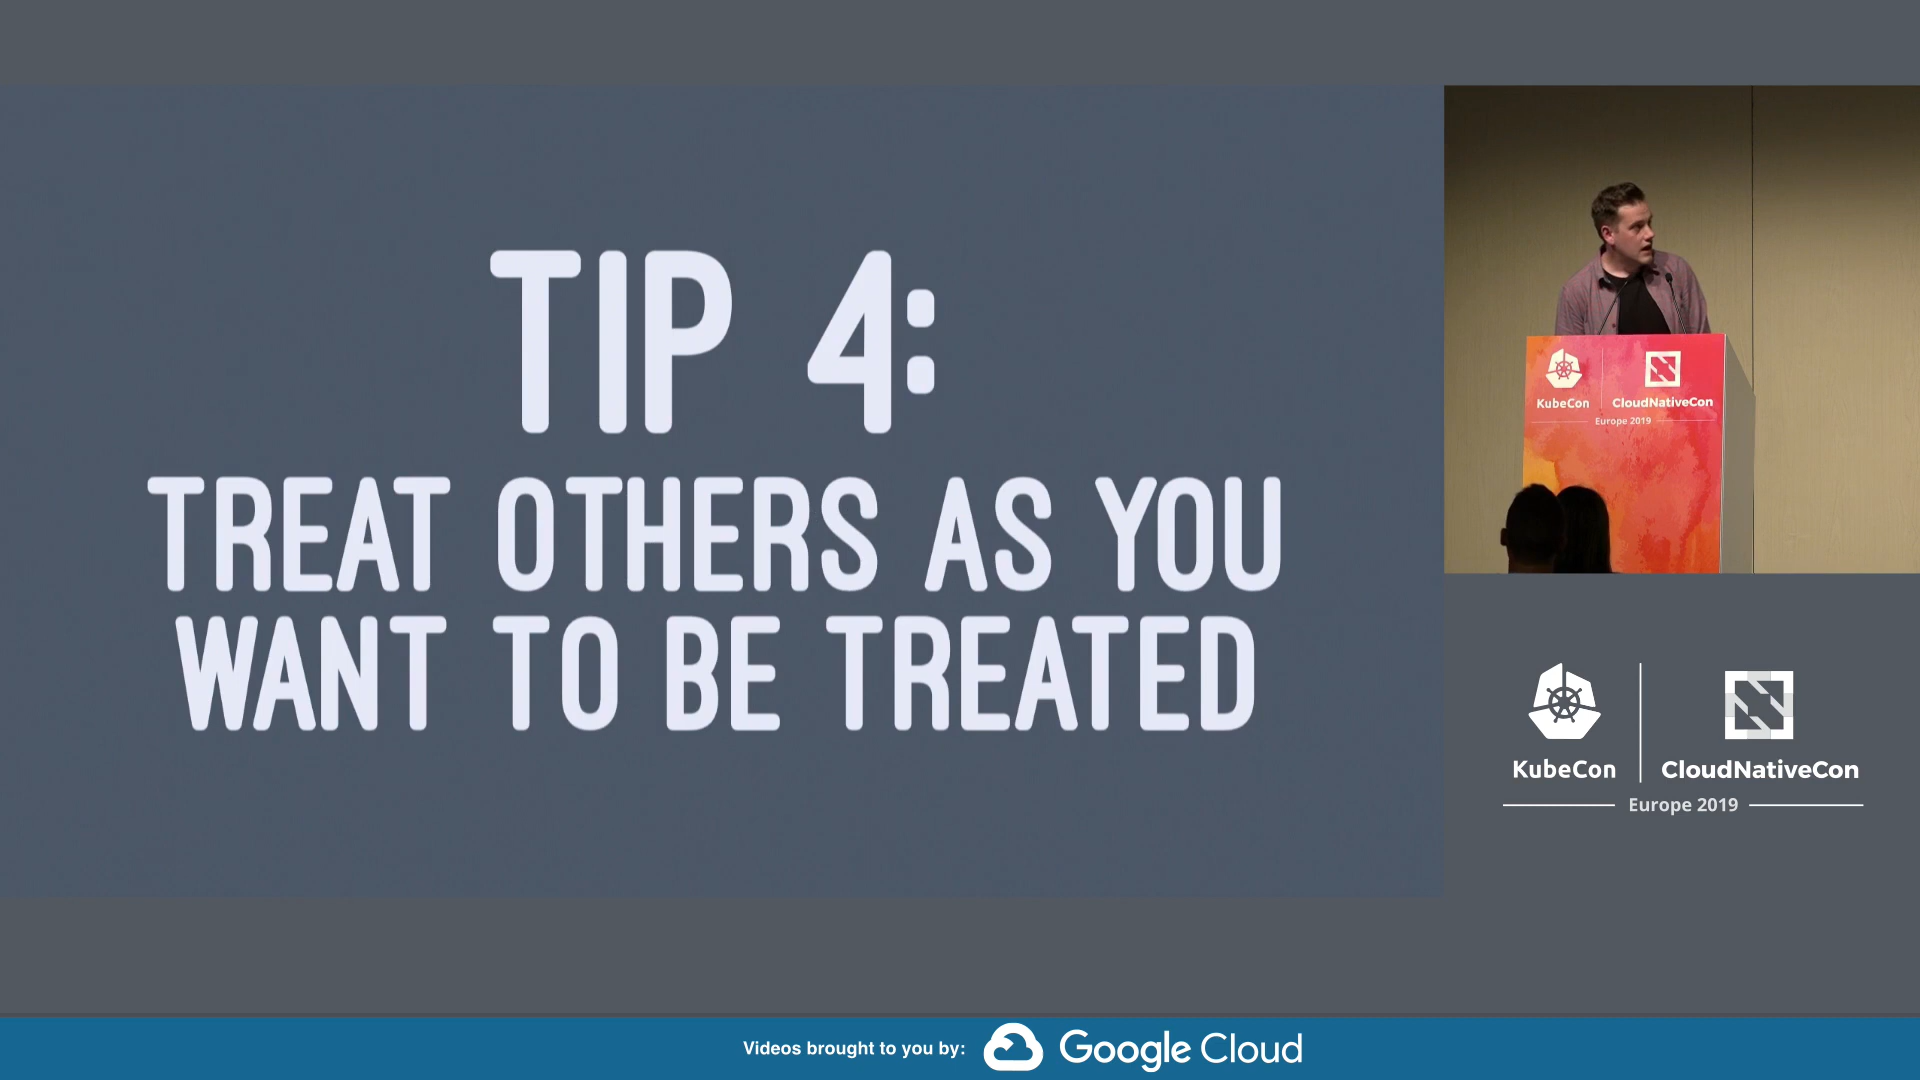 TIP 4:
TREAT OTHERS AS YOU
WANT TO BE TREATED
KubeCon
CloudNativeCon
Europe 2019
KubeCon
CloudNativeCon
Europe 2019
Videos brought to you by:
Google Cloud